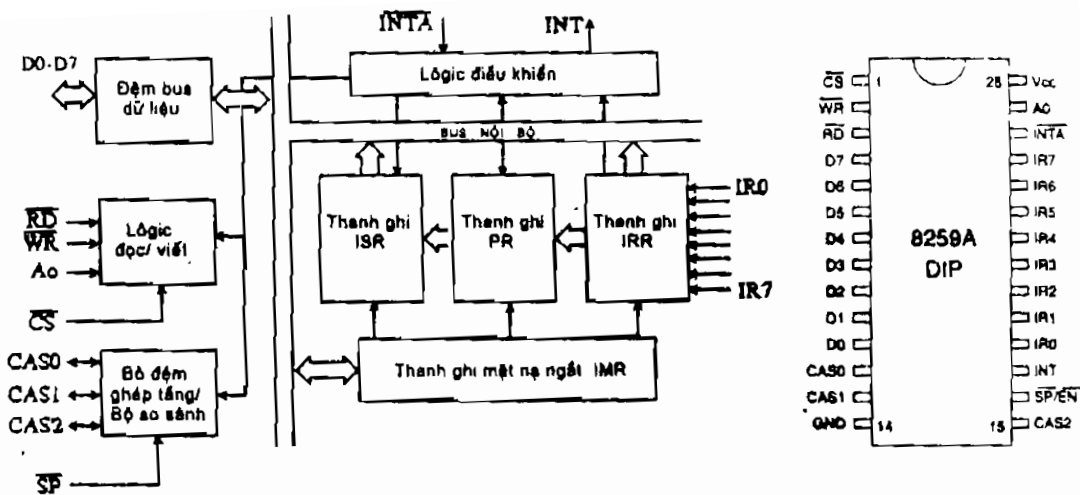 INTA
INT
D0-D7
Đệm bus
dữ liệu
Lôgic điều khiển
BUS NỘI BỘ
RD
WR
Ao
CS
Lôgic
đọc/ viết
Thanh ghi
ISR
Thanh ghi
PR
Thanh ghi
IRR
IR0
IR7
CAS0
CAS1
CAS2
Bộ đệm
ghép tầng/
Bộ so sánh
SP
Thanh ghi mặt nạ ngắt IMR
CS
WR
RD
D7
D6
D5
D4
D3
D2
D1
D0
CAS0
CAS1
GND
1
28
14
15
8259A
DIP
Vcc
A0
INTA
IR7
IR6
IR5
IR4
IR3
IR2
IR1
IR0
INT
SP/EN
CAS2